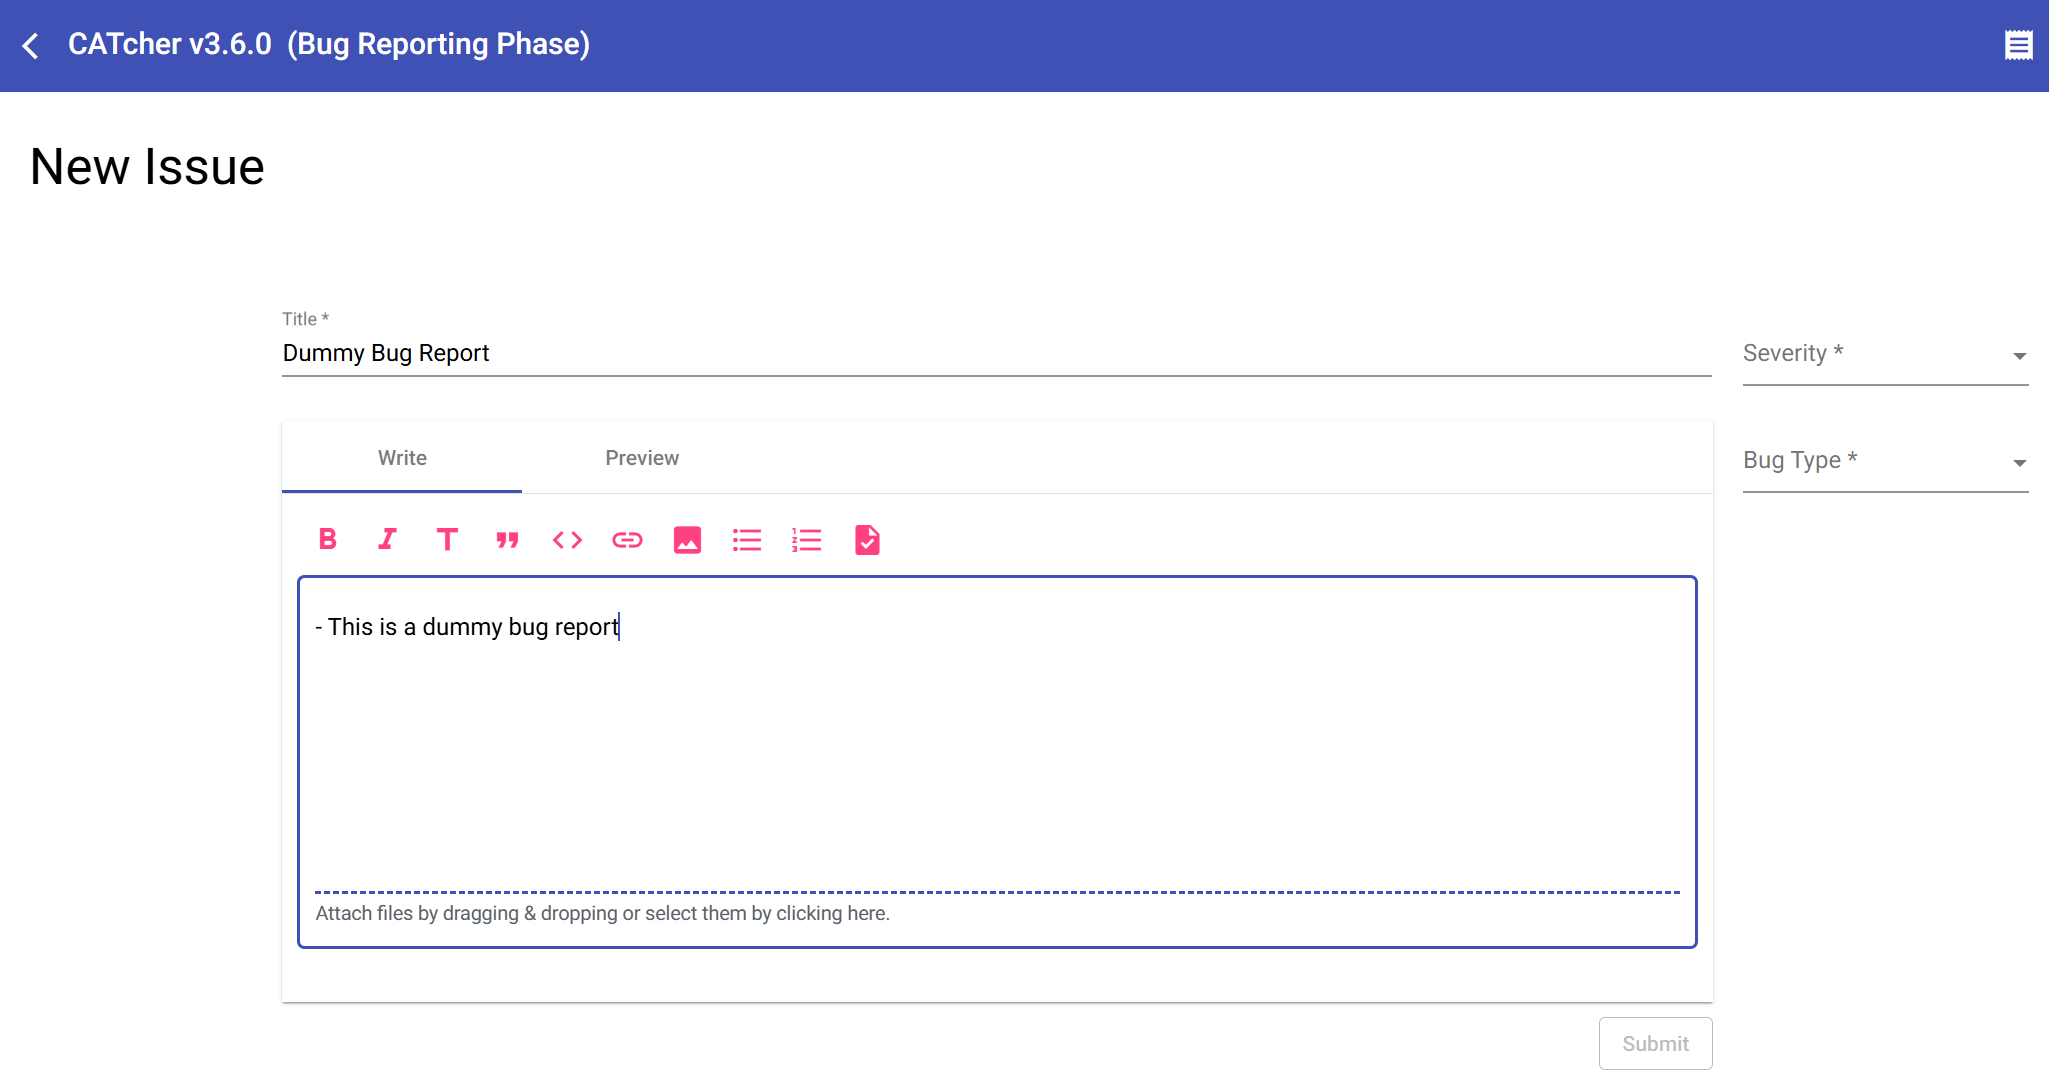 CATcher v3.6.0 (Bug Reporting Phase)
New Issue
Title *
Dummy Bug Report
Severity *
Write Preview
Bug Type *
- This is a dummy bug report
Attach files by dragging & dropping or select them by clicking here.
Submit